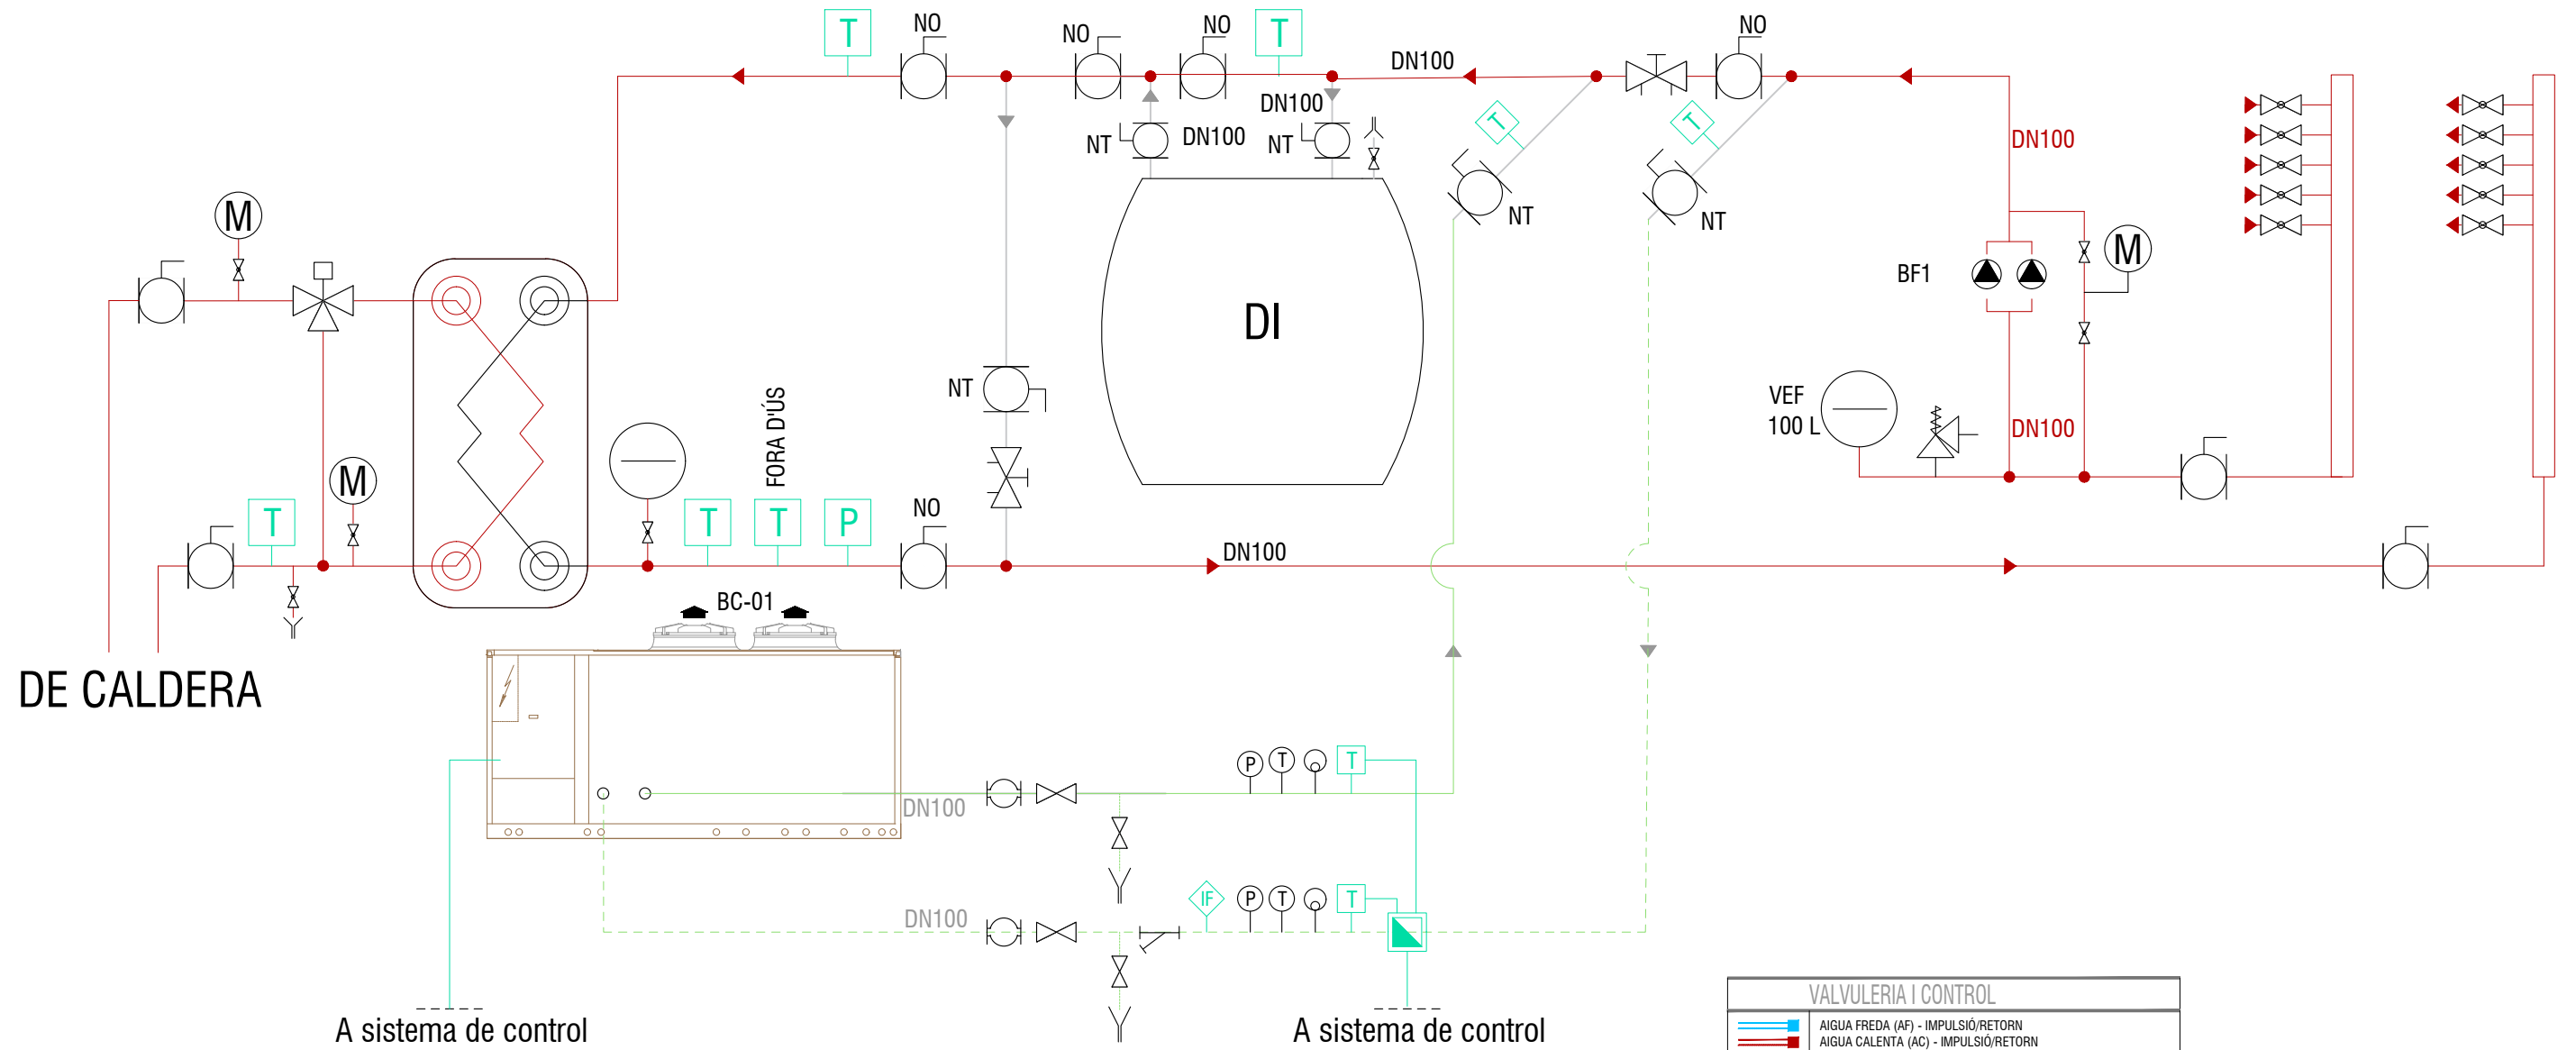 T
NO
NO
NO
T
DN100
NO
DN100
NT
DN100
NT
T
T
DN100
NT
NT
M
M
BF1
DI
NT
FORA D'ÚS
VEF
100 L
DN100
M
T
T
T
P
NO
DN100
BC-01
DE CALDERA
P
T
T
DN100
IF
P
T
T
DN100
A sistema de control
A sistema de control
VALVULERIA I CONTROL
AIGUA FREDA (AF) - IMPULSIÓ/RETORN
AIGUA CALENTA (AC) - IMPULSIÓ/RETORN